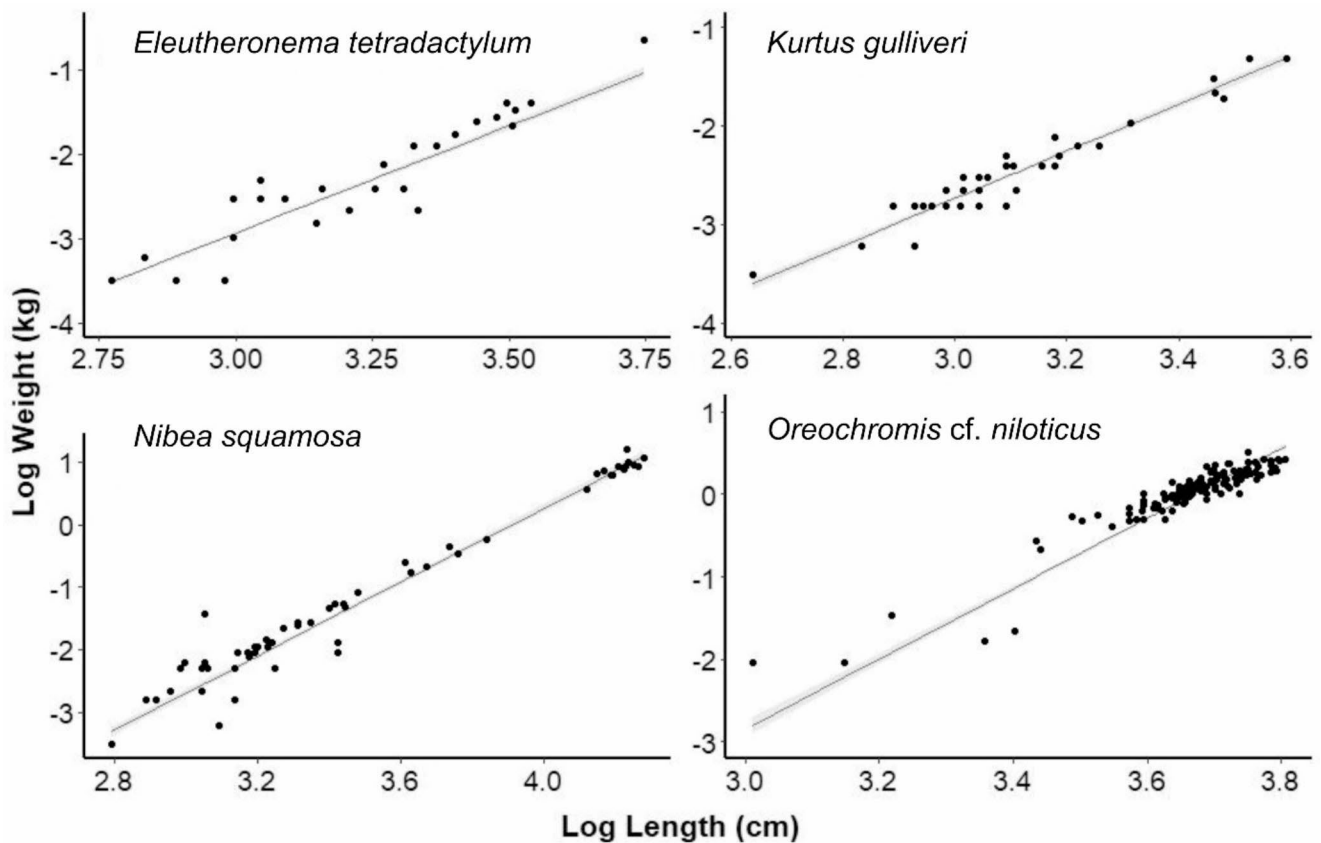 Eleutheronema tetradactylum
Kurtus gulliveri
-1
-2
-3
-4
2.75 3.00 3.25 3.50 3.75
-1
-2
-3
-4
2.6 2.8 3.0 3.2 3.4 3.6
Log Weight (kg)
Nibea squamosa
Oreochromis cf. niloticus
1
0
-1
-2
-3
2.8 3.2 3.6 4.0
1
0
-1
-2
-3
3.0 3.2 3.4 3.6 3.8
Log Length (cm)